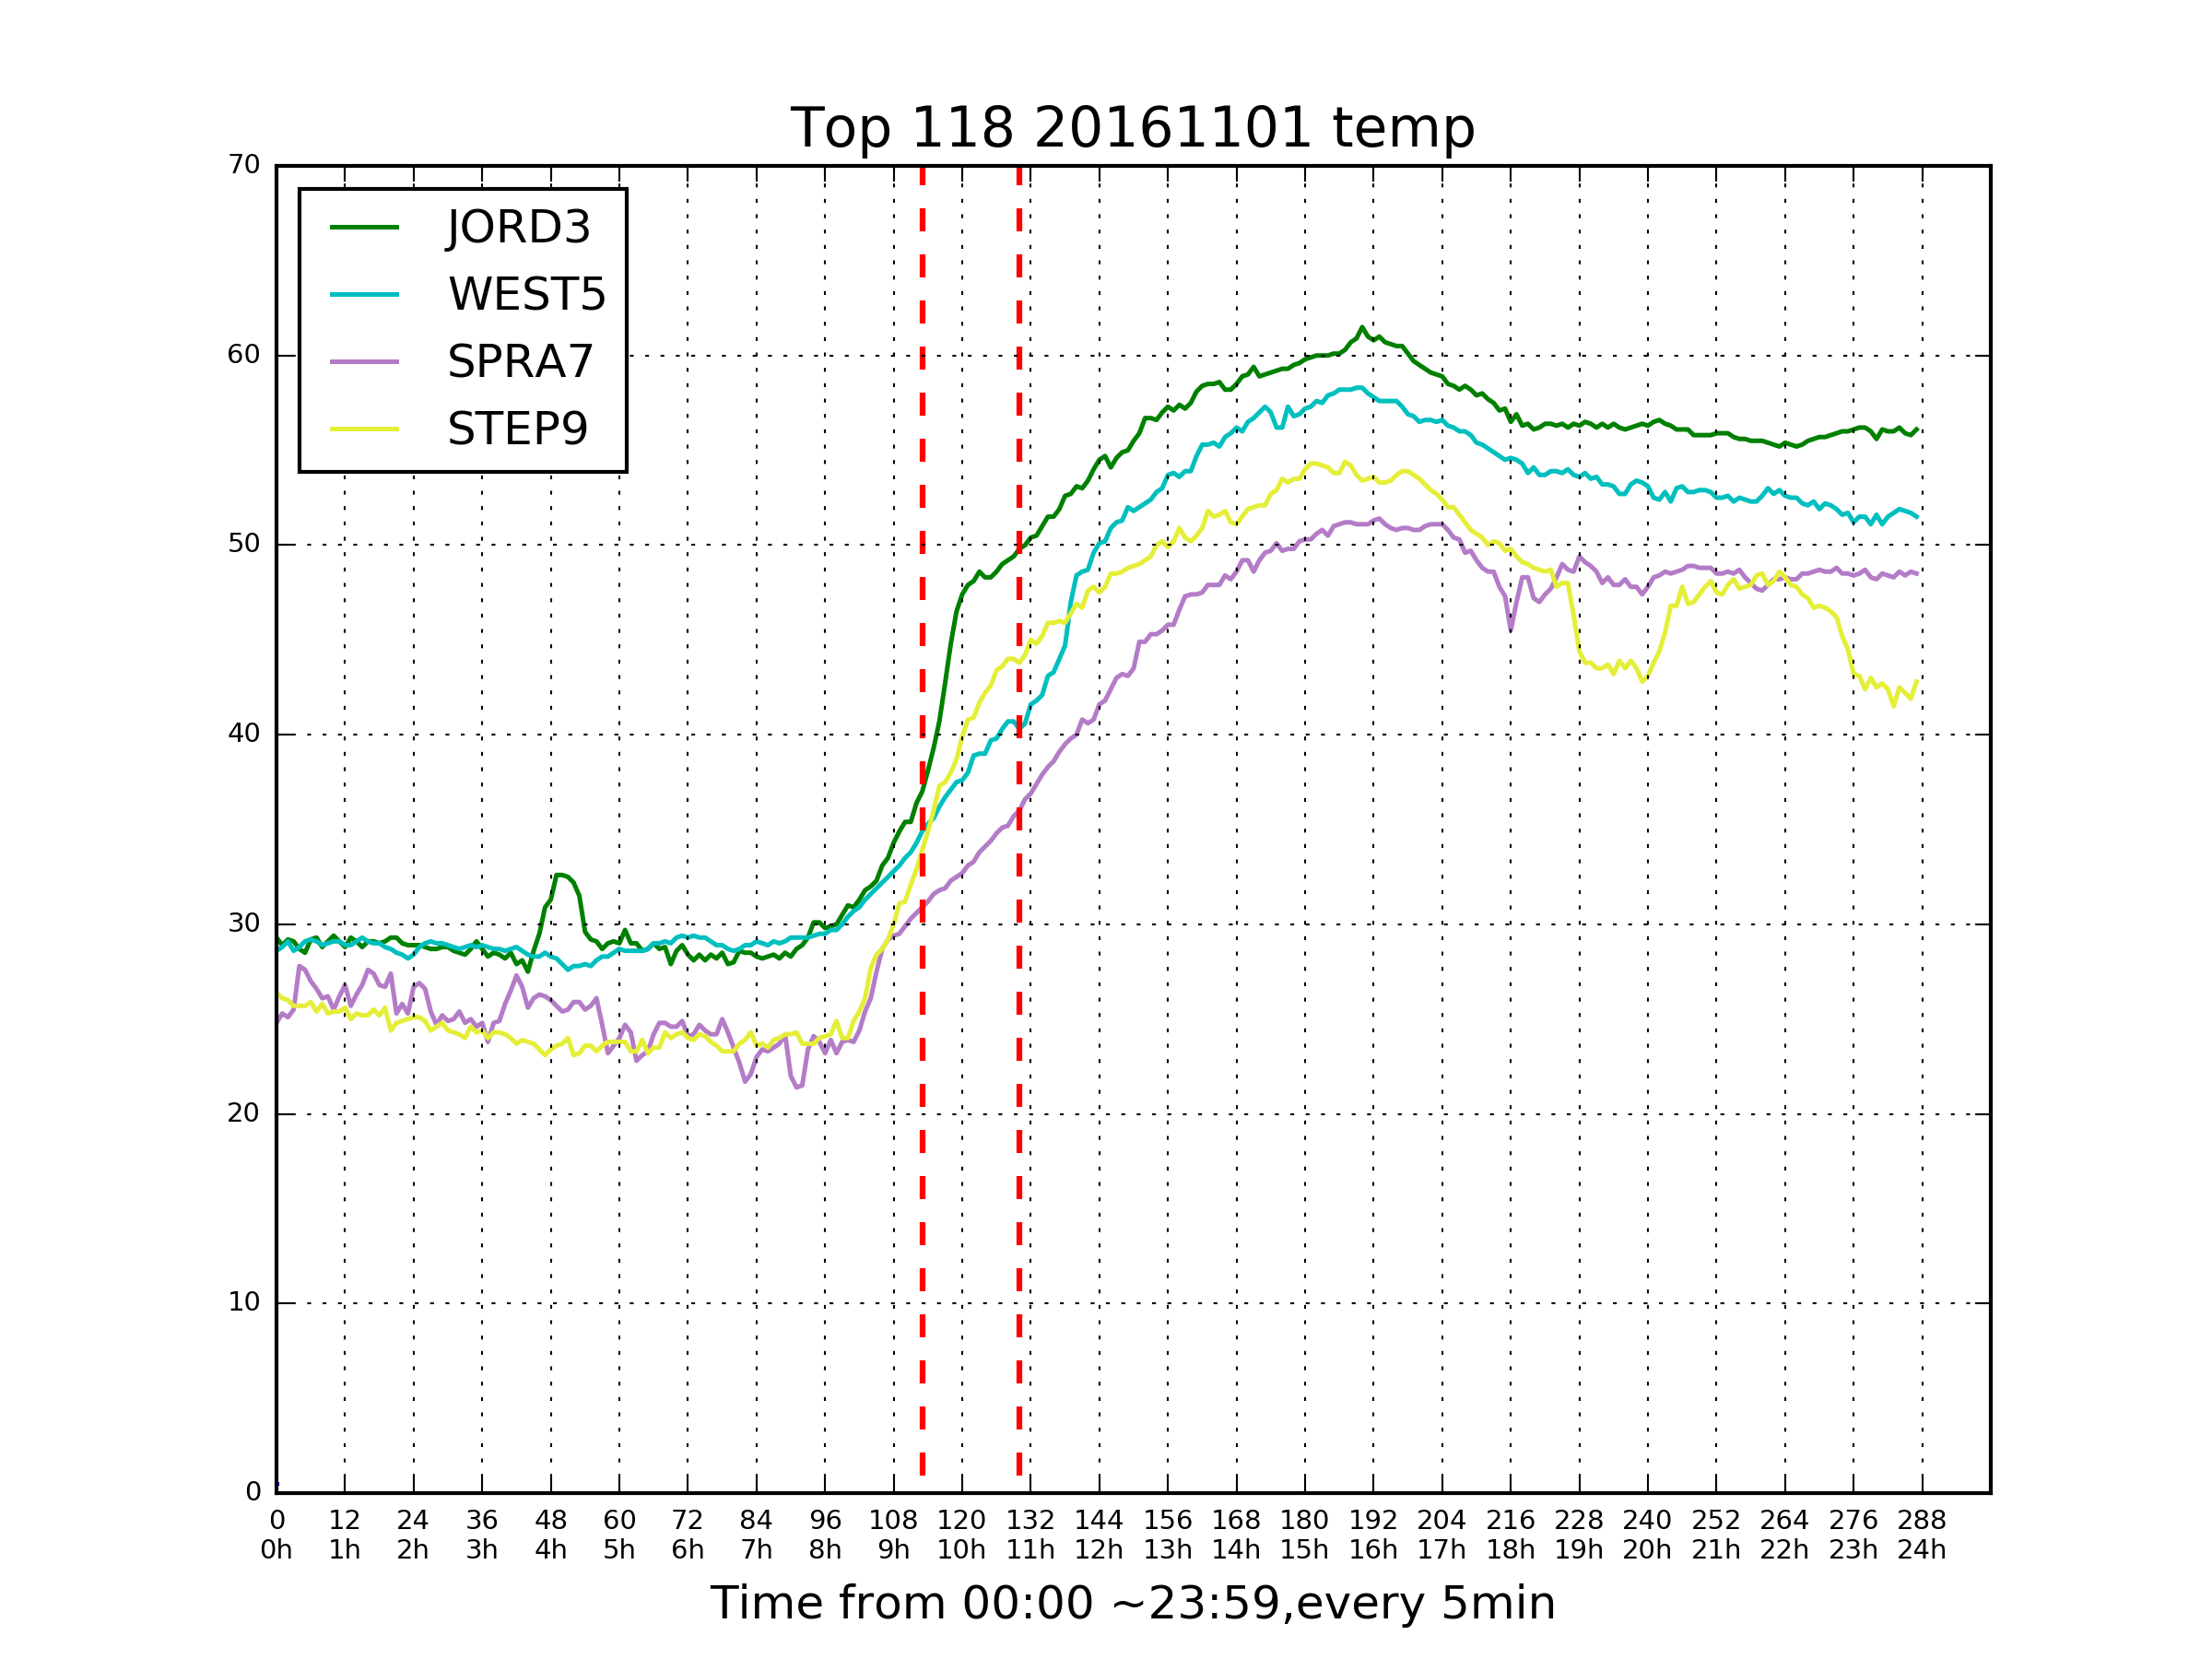 Top 118 20161101 temp
70
60
50
40
30
20
10
0
JORD3
WEST5
SPRA7
STEP9
0 12 24 36 48 60 72 84 96 108 120 132 144 156 168 180 192 204 216 228 240 252 264 276 288
0h 1h 2h 3h 4h 5h 6h 7h 8h 9h 10h 11h 12h 13h 14h 15h 16h 17h 18h 19h 20h 21h 22h 23h 24h
Time from 00:00 ~23:59,every 5min